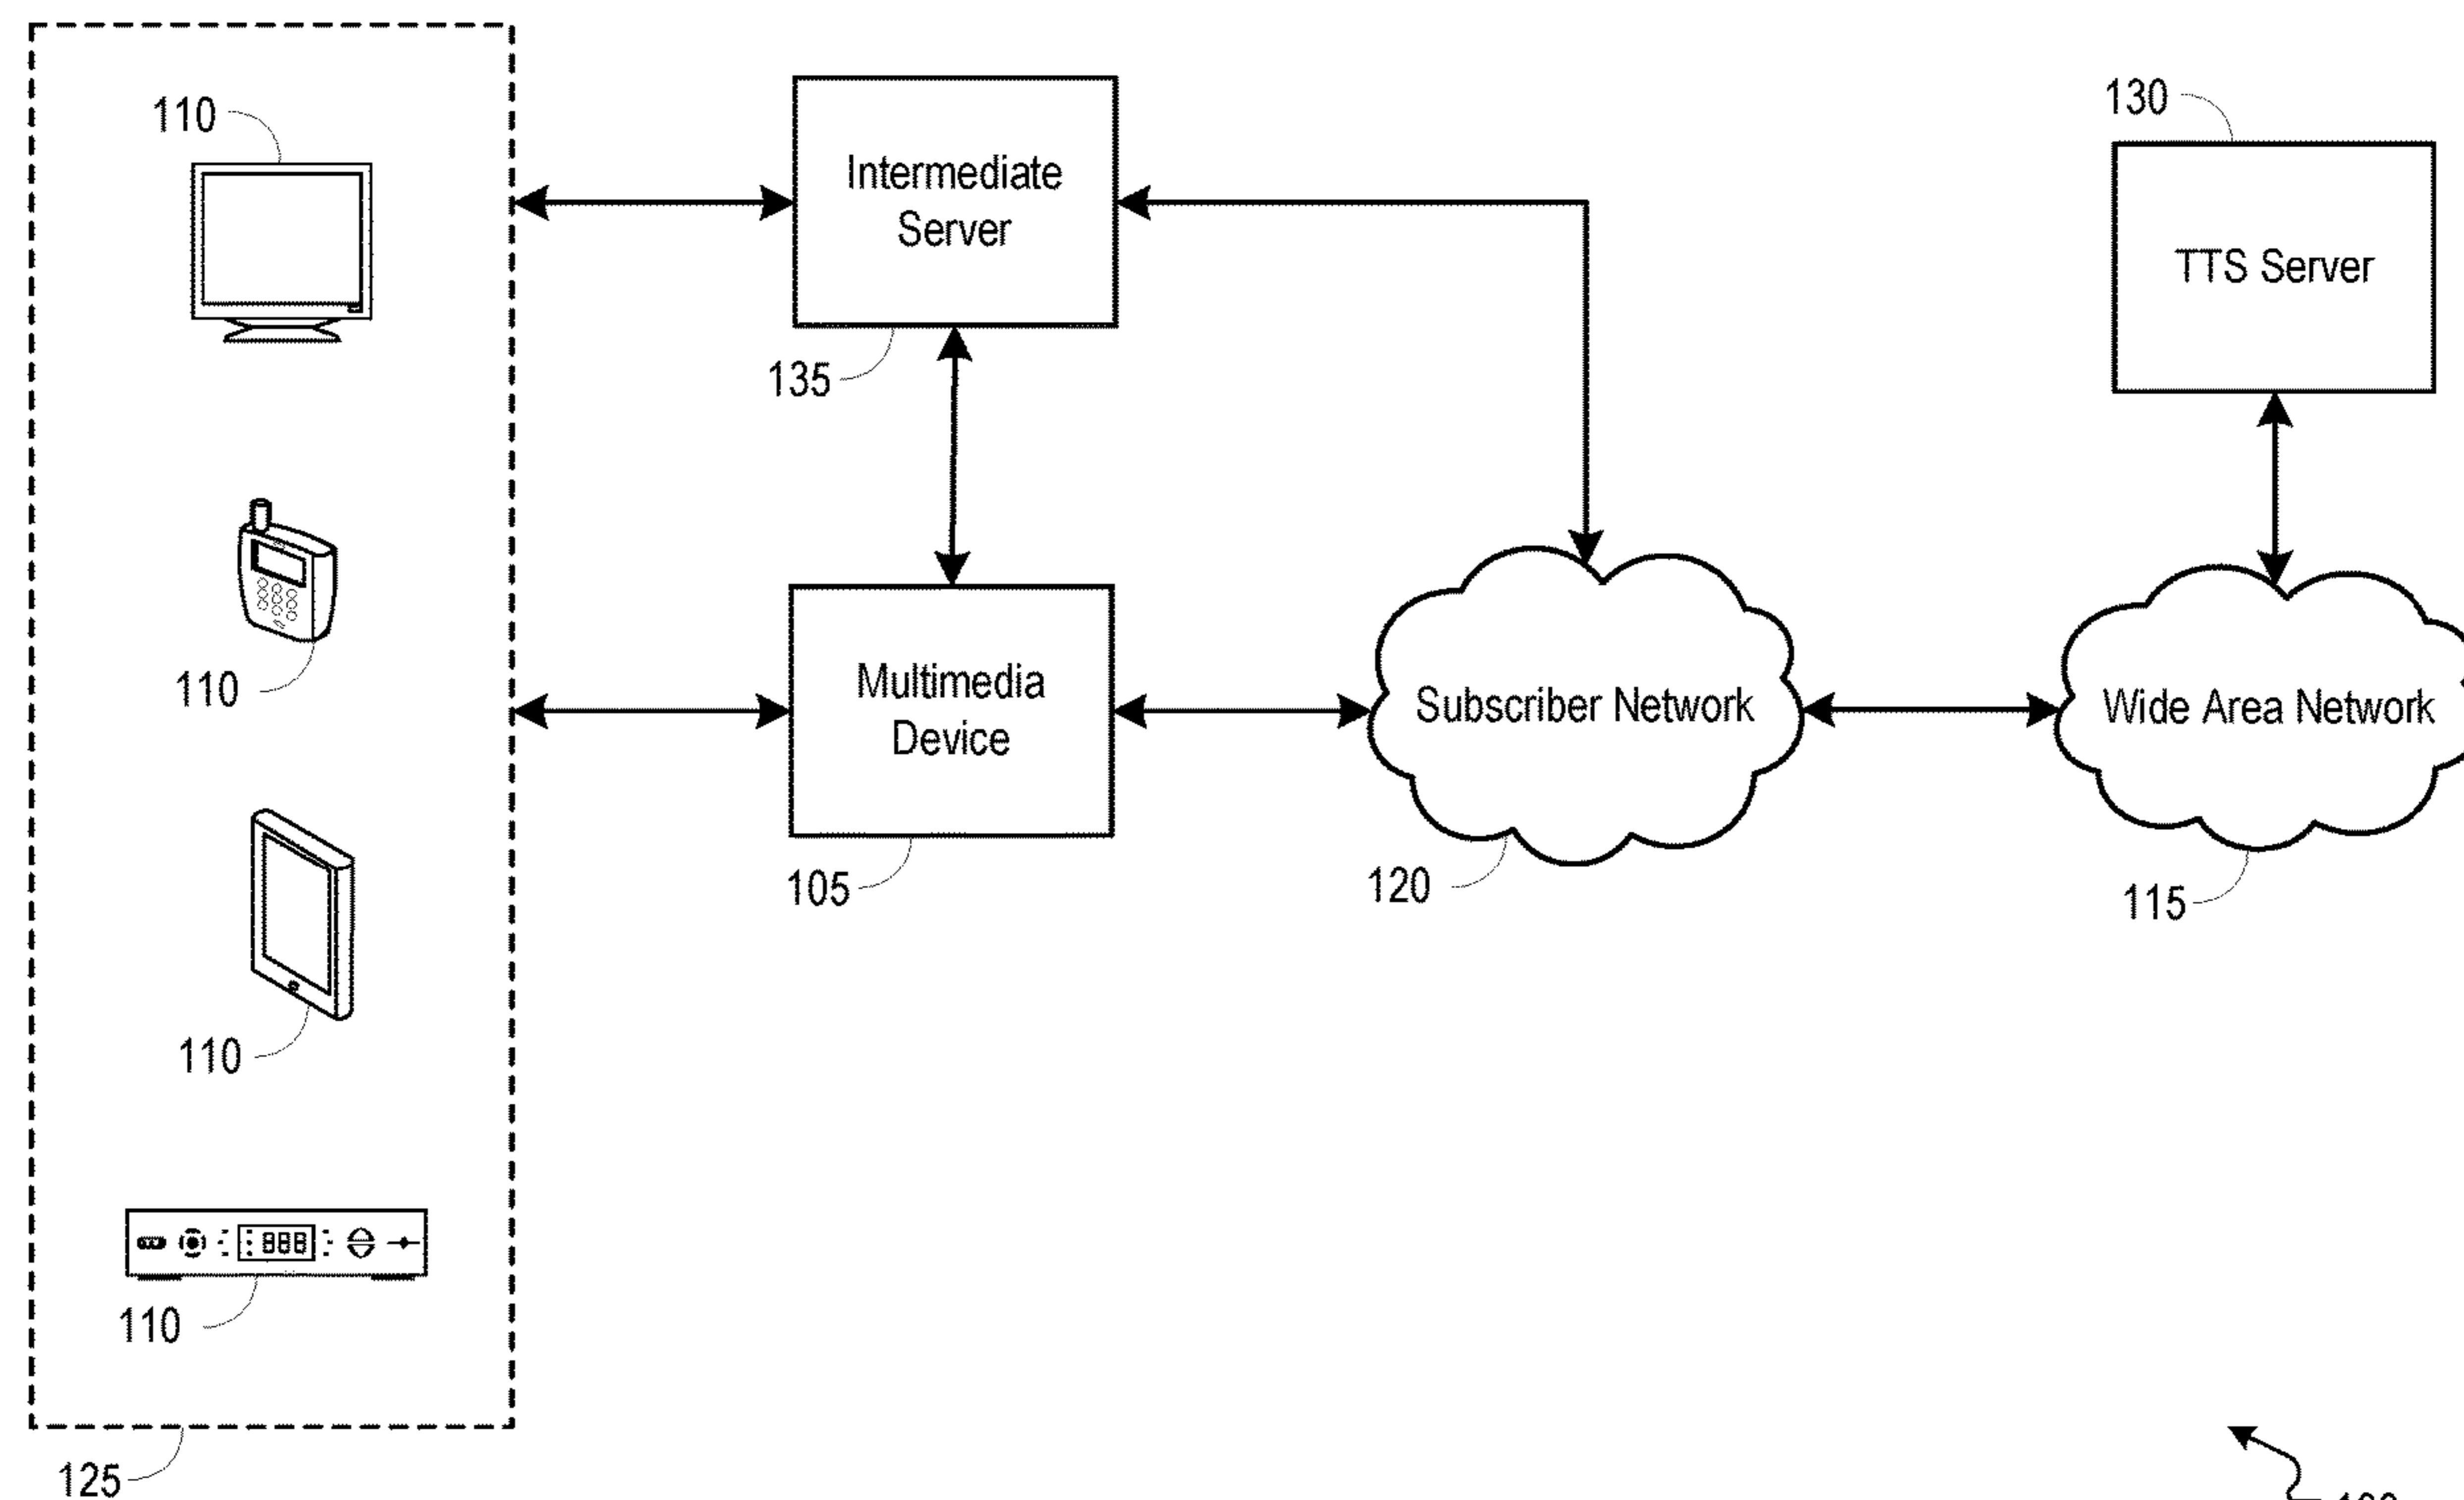 110
130
Intermediate
Server
TTS Server
135
110
Multimedia
Device
Subscriber Network
Wide Area Network
105
120
115
110
888
110
125